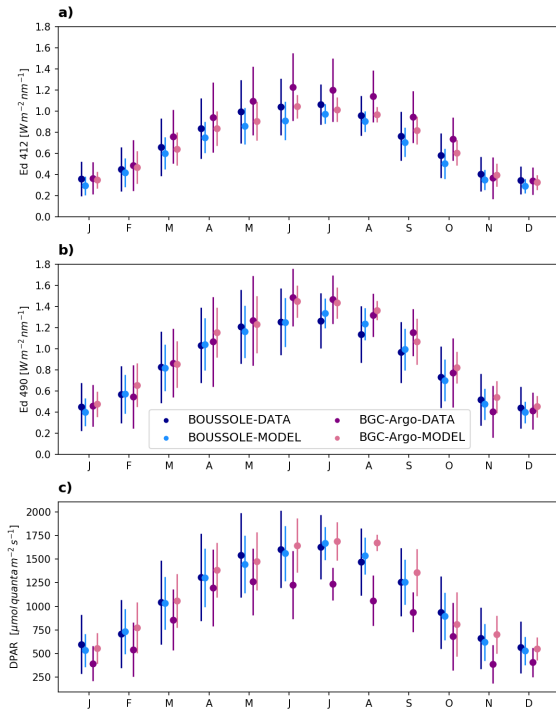 a)
Ed 412 [W m⁻² nm⁻¹]
1.8
1.6
1.4
1.2
1.0
0.8
0.6
0.4
0.2
0.0
J F M A M J J A S O N D
b)
Ed 490 [W m⁻² nm⁻¹]
1.8
1.6
1.4
1.2
1.0
0.8
0.6
0.4
0.2
0.0
BOUSSOLE-DATA BGC-Argo-DATA
BOUSSOLE-MODEL BGC-Argo-MODEL
J F M A M J J A S O N D
c)
DPAR [μmol quanta m⁻² s⁻¹]
2000
1750
1500
1250
1000
750
500
250
J F M A M J J A S O N D